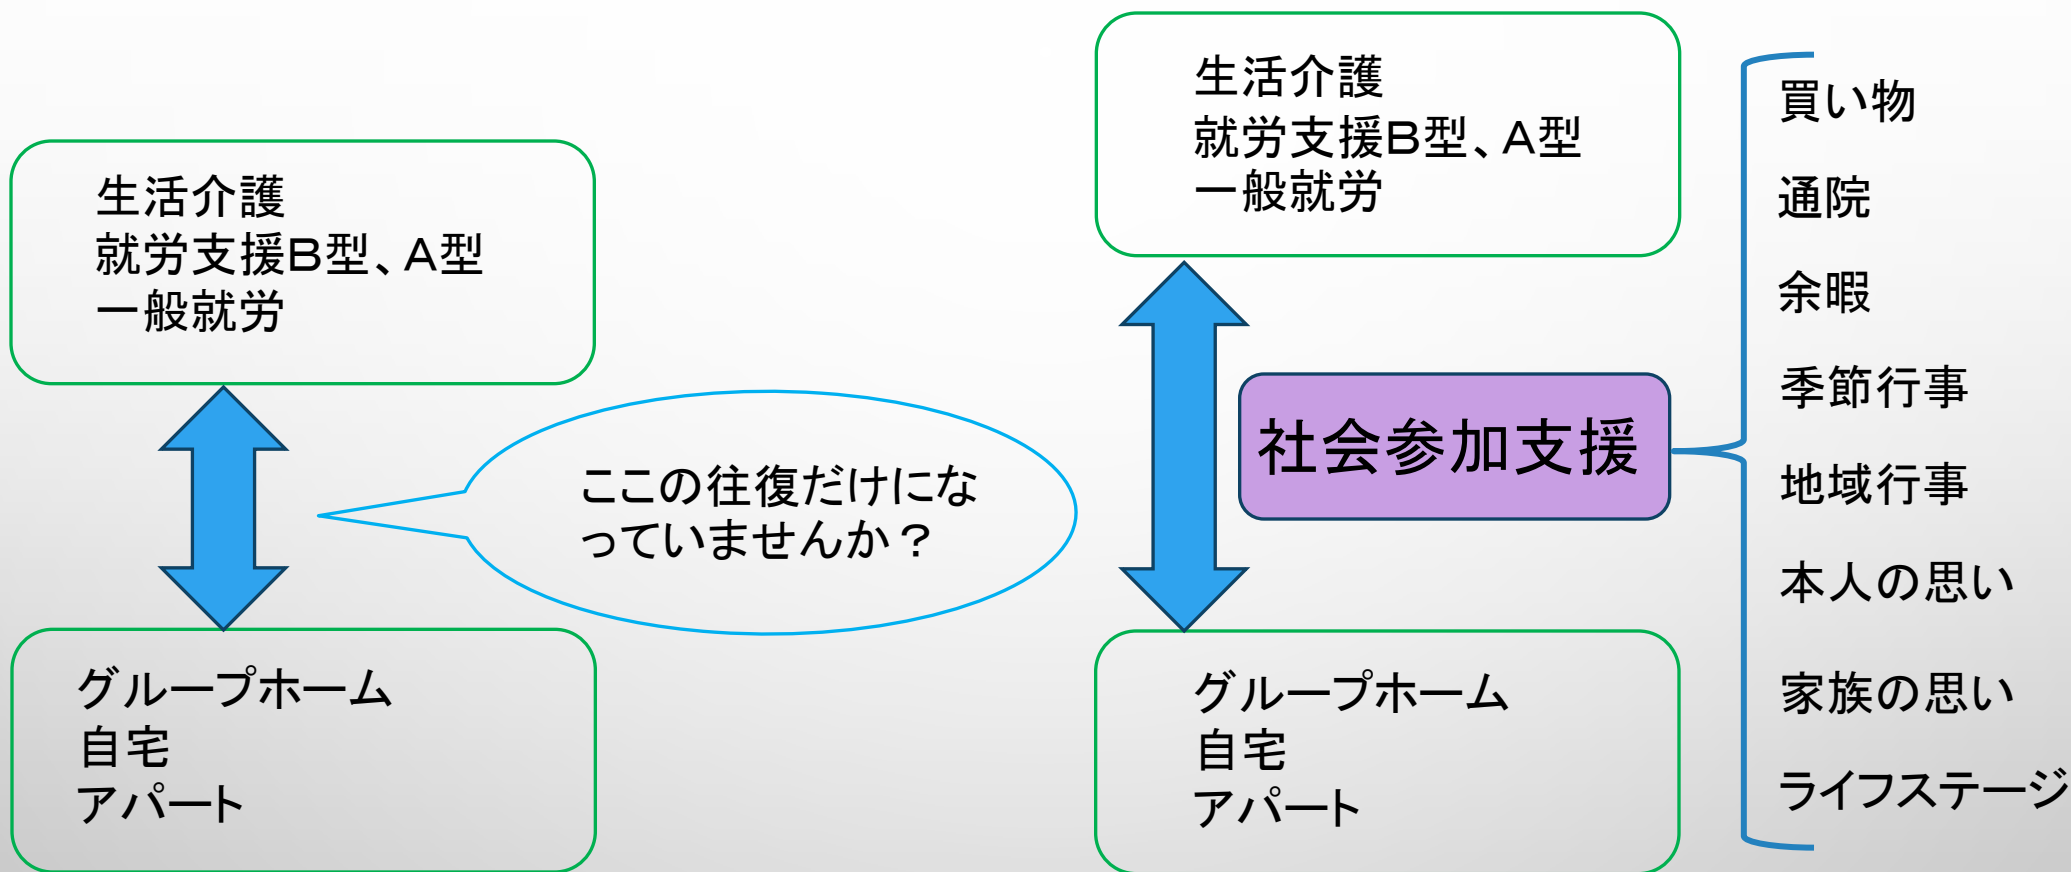 生活介護
就労支援B型、A型
一般就労
ここの往復だけにな
っていませんか？
グループホーム
自宅
アパート
生活介護
就労支援B型、A型
一般就労
社会参加支援
グループホーム
自宅
アパート
買い物
通院
余暇
季節行事
地域行事
本人の思い
家族の思い
ライフステージ